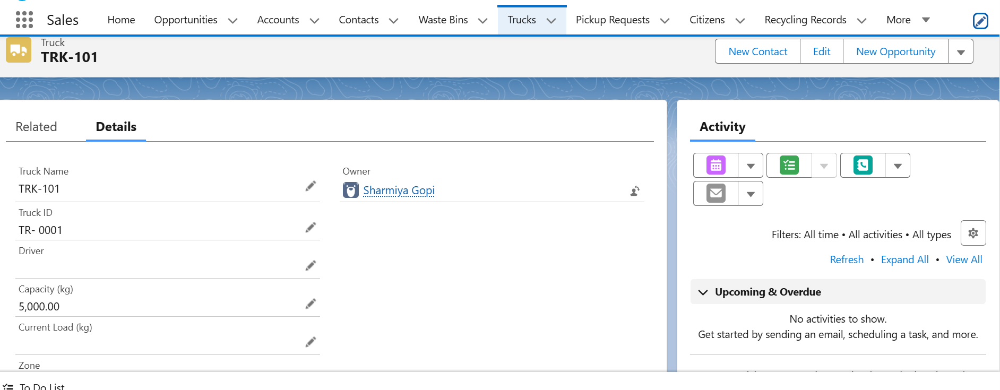 Sales Home Opportunities Accounts Contacts Waste Bins Trucks Pickup Requests Citizens Recycling Records More
Truck
TRK-101
New Contact Edit New Opportunity
Related Details
Truck Name
TRK-101
Truck ID
TR- 0001
Driver
Capacity (kg)
5,000.00
Current Load (kg)
Zone
Owner
Sharmiya Gopi
Activity
Filters: All time • All activities • All types
Refresh • Expand All • View All
Upcoming & Overdue
No activities to show.
Get started by sending an email, scheduling a task, and more.
To Do List